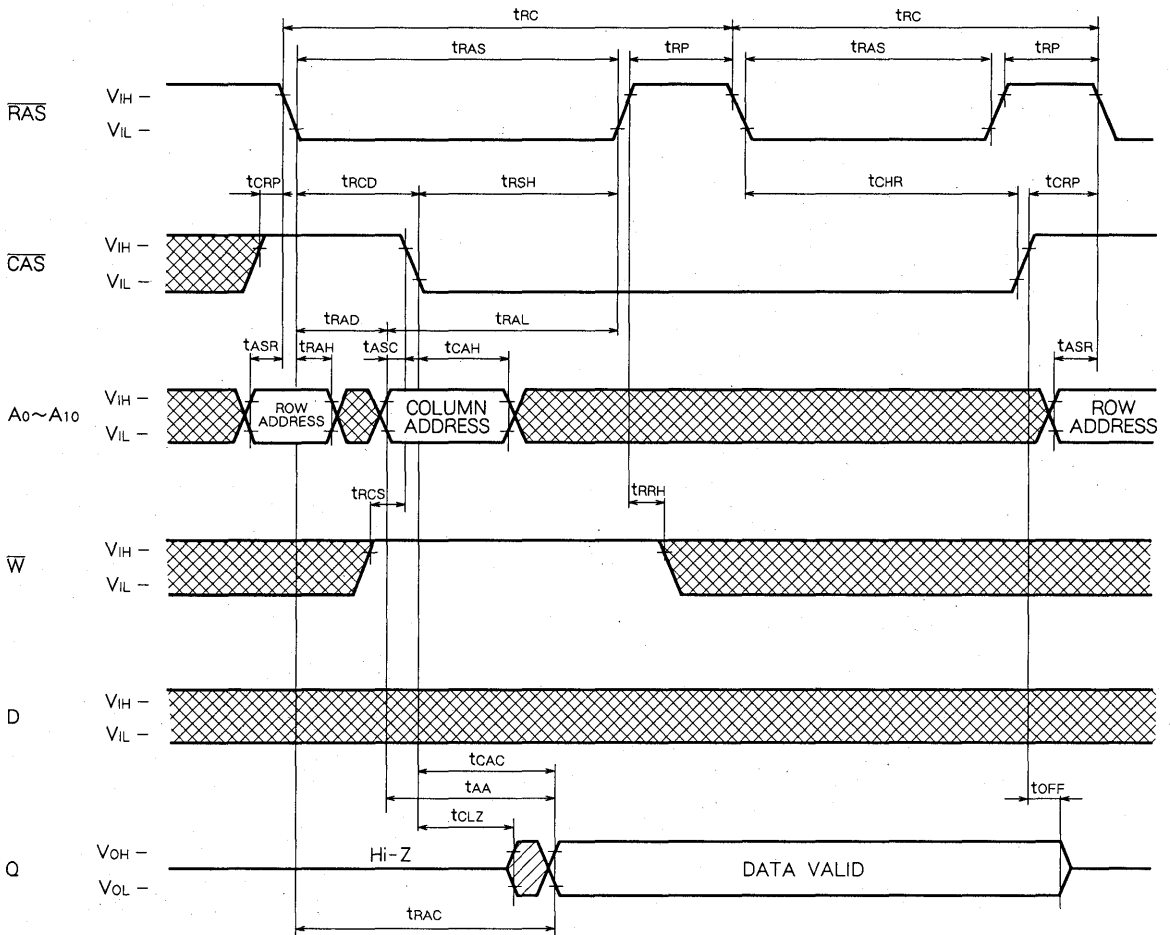 tRC tRC
tRAS tRP tRAS tRP
RAS VIH –
VIL –
tCRP tRCD tRSH tCHR tCRP
CAS VIH –
VIL –
tRAD tRAL
tASR tRAH tASC tCAH tASR
A0~A10 VIH –
VIL –
ROW ADDRESS
COLUMN ADDRESS
ROW ADDRESS
tRCS tRRH
W VIH –
VIL –
D VIH –
VIL –
tCAC
tAA tOFF
tCLZ
Q VOH –
VOL –
Hi-Z DATA VALID
tRAC